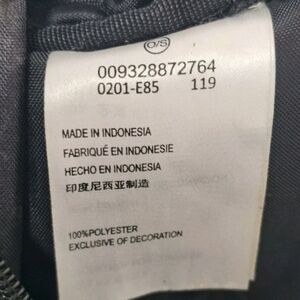 O/S
009328872764
0201-E85 119
MADE IN INDONESIA
FABRIQUÉ EN INDONESIE
HECHO EN INDONESIA
印度尼西亚制造
100%POLYESTER
EXCLUSIVE OF DECORATION